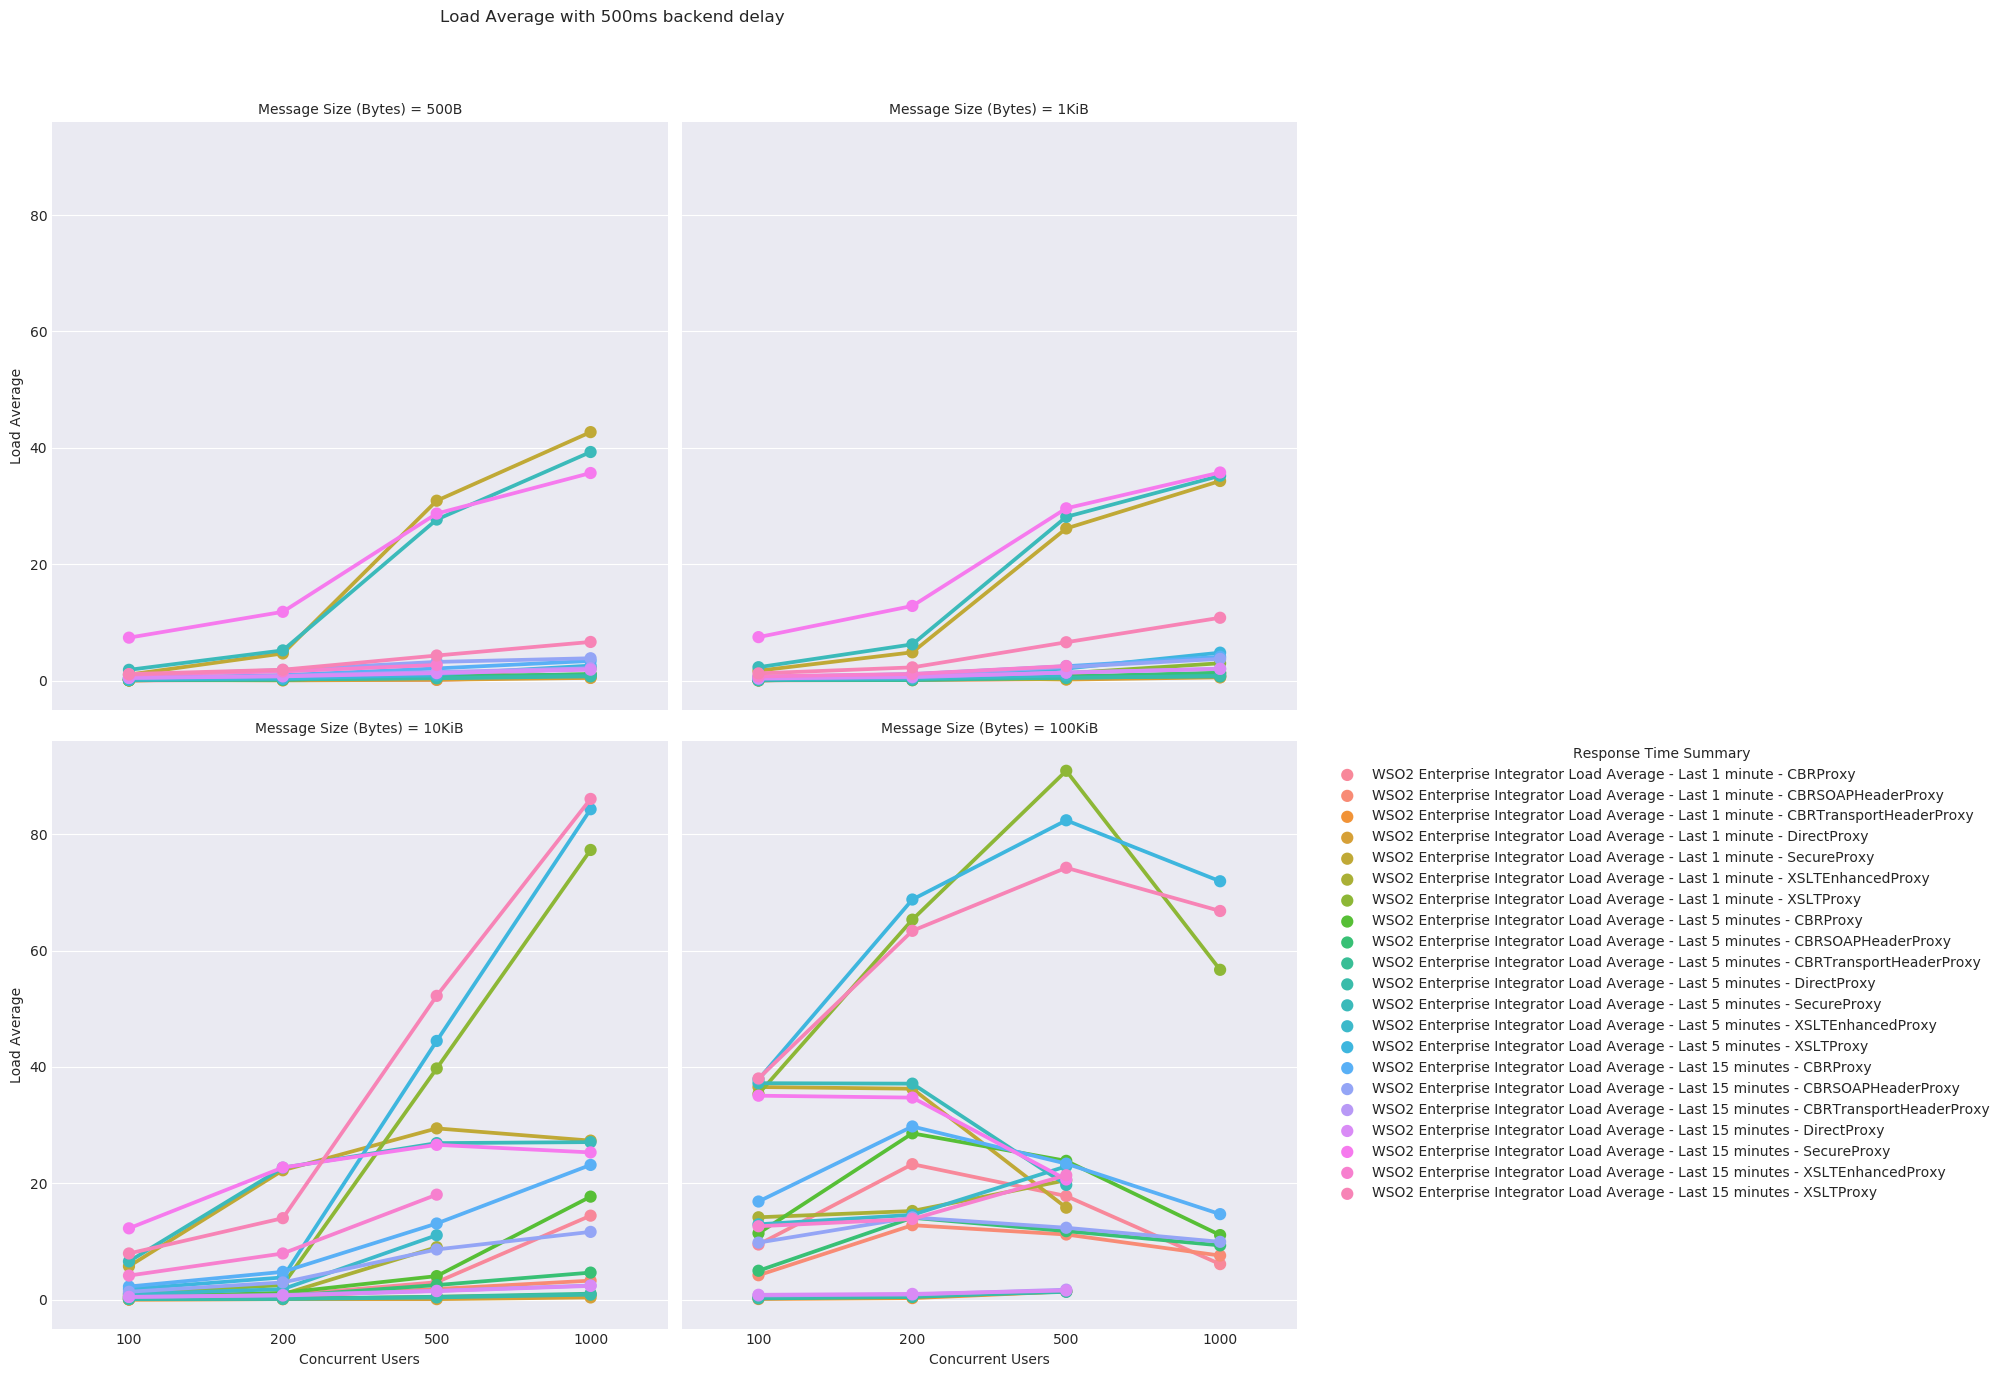 Load Average with 500ms backend delay
Message Size (Bytes) = 500B
Message Size (Bytes) = 1KiB
Load Average
80
60
40
20
0
Message Size (Bytes) = 10KiB
Message Size (Bytes) = 100KiB
Load Average
80
60
40
20
0
100
200
500
1000
100
200
500
1000
Concurrent Users
Concurrent Users
Response Time Summary
WSO2 Enterprise Integrator Load Average - Last 1 minute - CBRProxy
WSO2 Enterprise Integrator Load Average - Last 1 minute - CBRSOAPHeaderProxy
WSO2 Enterprise Integrator Load Average - Last 1 minute - CBRTransportHeaderProxy
WSO2 Enterprise Integrator Load Average - Last 1 minute - DirectProxy
WSO2 Enterprise Integrator Load Average - Last 1 minute - SecureProxy
WSO2 Enterprise Integrator Load Average - Last 1 minute - XSLTEnhancedProxy
WSO2 Enterprise Integrator Load Average - Last 1 minute - XSLTProxy
WSO2 Enterprise Integrator Load Average - Last 5 minutes - CBRProxy
WSO2 Enterprise Integrator Load Average - Last 5 minutes - CBRSOAPHeaderProxy
WSO2 Enterprise Integrator Load Average - Last 5 minutes - CBRTransportHeaderProxy
WSO2 Enterprise Integrator Load Average - Last 5 minutes - DirectProxy
WSO2 Enterprise Integrator Load Average - Last 5 minutes - SecureProxy
WSO2 Enterprise Integrator Load Average - Last 5 minutes - XSLTEnhancedProxy
WSO2 Enterprise Integrator Load Average - Last 5 minutes - XSLTProxy
WSO2 Enterprise Integrator Load Average - Last 15 minutes - CBRProxy
WSO2 Enterprise Integrator Load Average - Last 15 minutes - CBRSOAPHeaderProxy
WSO2 Enterprise Integrator Load Average - Last 15 minutes - CBRTransportHeaderProxy
WSO2 Enterprise Integrator Load Average - Last 15 minutes - DirectProxy
WSO2 Enterprise Integrator Load Average - Last 15 minutes - SecureProxy
WSO2 Enterprise Integrator Load Average - Last 15 minutes - XSLTEnhancedProxy
WSO2 Enterprise Integrator Load Average - Last 15 minutes - XSLTProxy